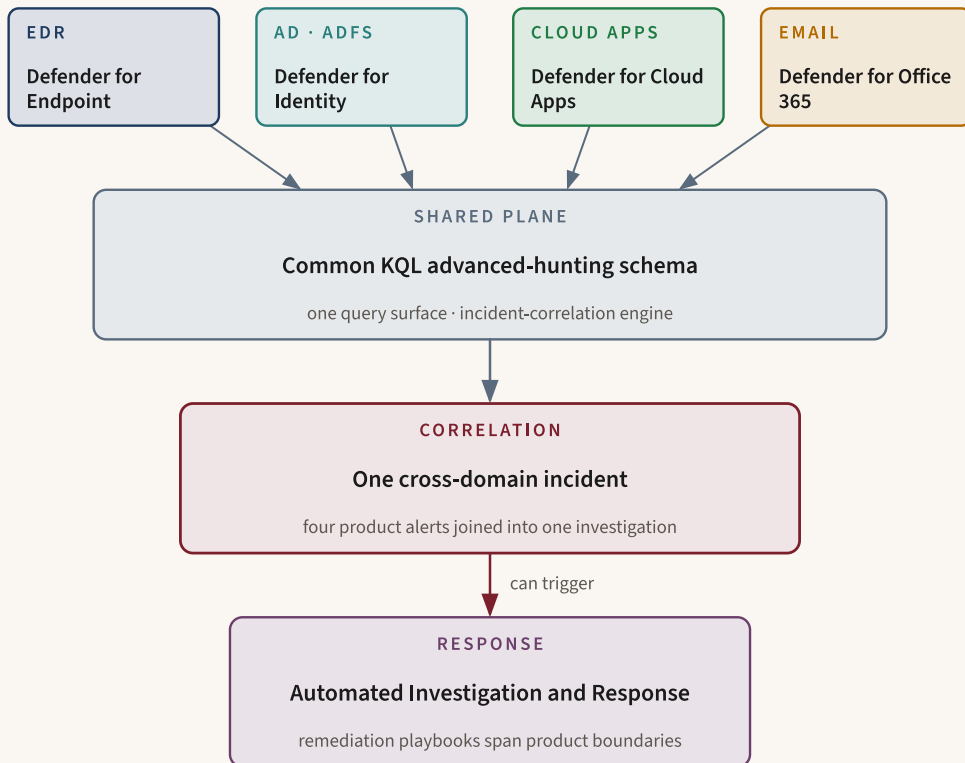 EDR
Defender for
Endpoint
AD · ADFS
Defender for
Identity
CLOUD APPS
Defender for Cloud
Apps
EMAIL
Defender for Office
365
SHARED PLANE
Common KQL advanced-hunting schema
one query surface · incident-correlation engine
CORRELATION
One cross-domain incident
four product alerts joined into one investigation
can trigger
RESPONSE
Automated Investigation and Response
remediation playbooks span product boundaries